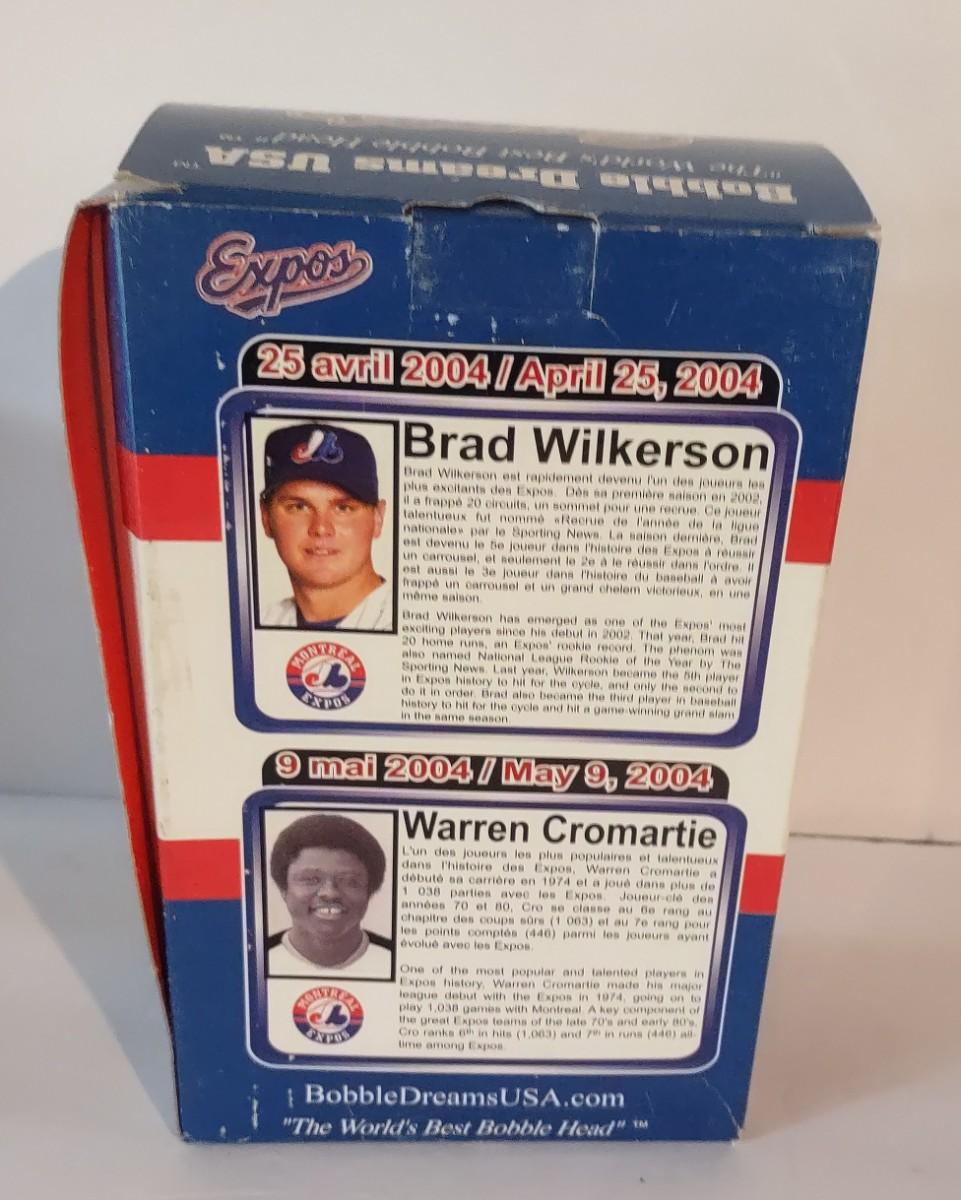 "The World's Best Bobble Head" ™
Bobble Dreams USA ™
Expos
25 avril 2004 / April 25, 2004
Brad Wilkerson
Brad Wilkerson est rapidement devenu l'un des joueurs les
plus excitants des Expos. Dès sa première saison en 2002,
il a frappé 20 circuits, un sommet pour une recrue. Ce joueur
talentueux fut nommé «Recrue de l'année de la ligue
nationale» par le Sporting News. La saison dernière, Brad
est devenu le 5e joueur dans l'histoire des Expos à réussir
un carrousel, et seulement le 2e à le réussir dans l'ordre. Il
est aussi le 3e joueur dans l'histoire du baseball à avoir
frappé un carrousel et un grand chelem victorieux, en une
même saison.
Brad Wilkerson has emerged as one of the Expos' most
exciting players since his debut in 2002. That year, Brad hit
20 home runs, an Expos' rookie record. The phenom was
also named National League Rookie of the Year by The
Sporting News. Last year, Wilkerson became the 5th player
in Expos history to hit for the cycle, and only the second to
do it in order. Brad also became the third player in baseball
history to hit for the cycle and hit a game-winning grand slam
in the same season.
MONTREAL
EXPOS
9 mai 2004 / May 9, 2004
Warren Cromartie
L'un des joueurs les plus populaires et talentueux
dans l'histoire des Expos, Warren Cromartie a
débuté sa carrière en 1974 et a joué dans plus de
1 038 parties avec les Expos. Joueur-clé des
années 70 et 80, Cro se classe au 6e rang au
chapitre des coups sûrs (1 063) et au 7e rang pour
les points comptés (446) parmi les joueurs ayant
évolué avec les Expos.
One of the most popular and talented players in
Expos history, Warren Cromartie made his major
league debut with the Expos in 1974, going on to
play 1,038 games with Montreal. A key component of
the great Expos teams of the late 70's and early 80's,
Cro ranks 6th in hits (1,063) and 7th in runs (446) all-
time among Expos.
MONTREAL
EXPOS
BobbleDreamsUSA.com
"The World's Best Bobble Head" ™